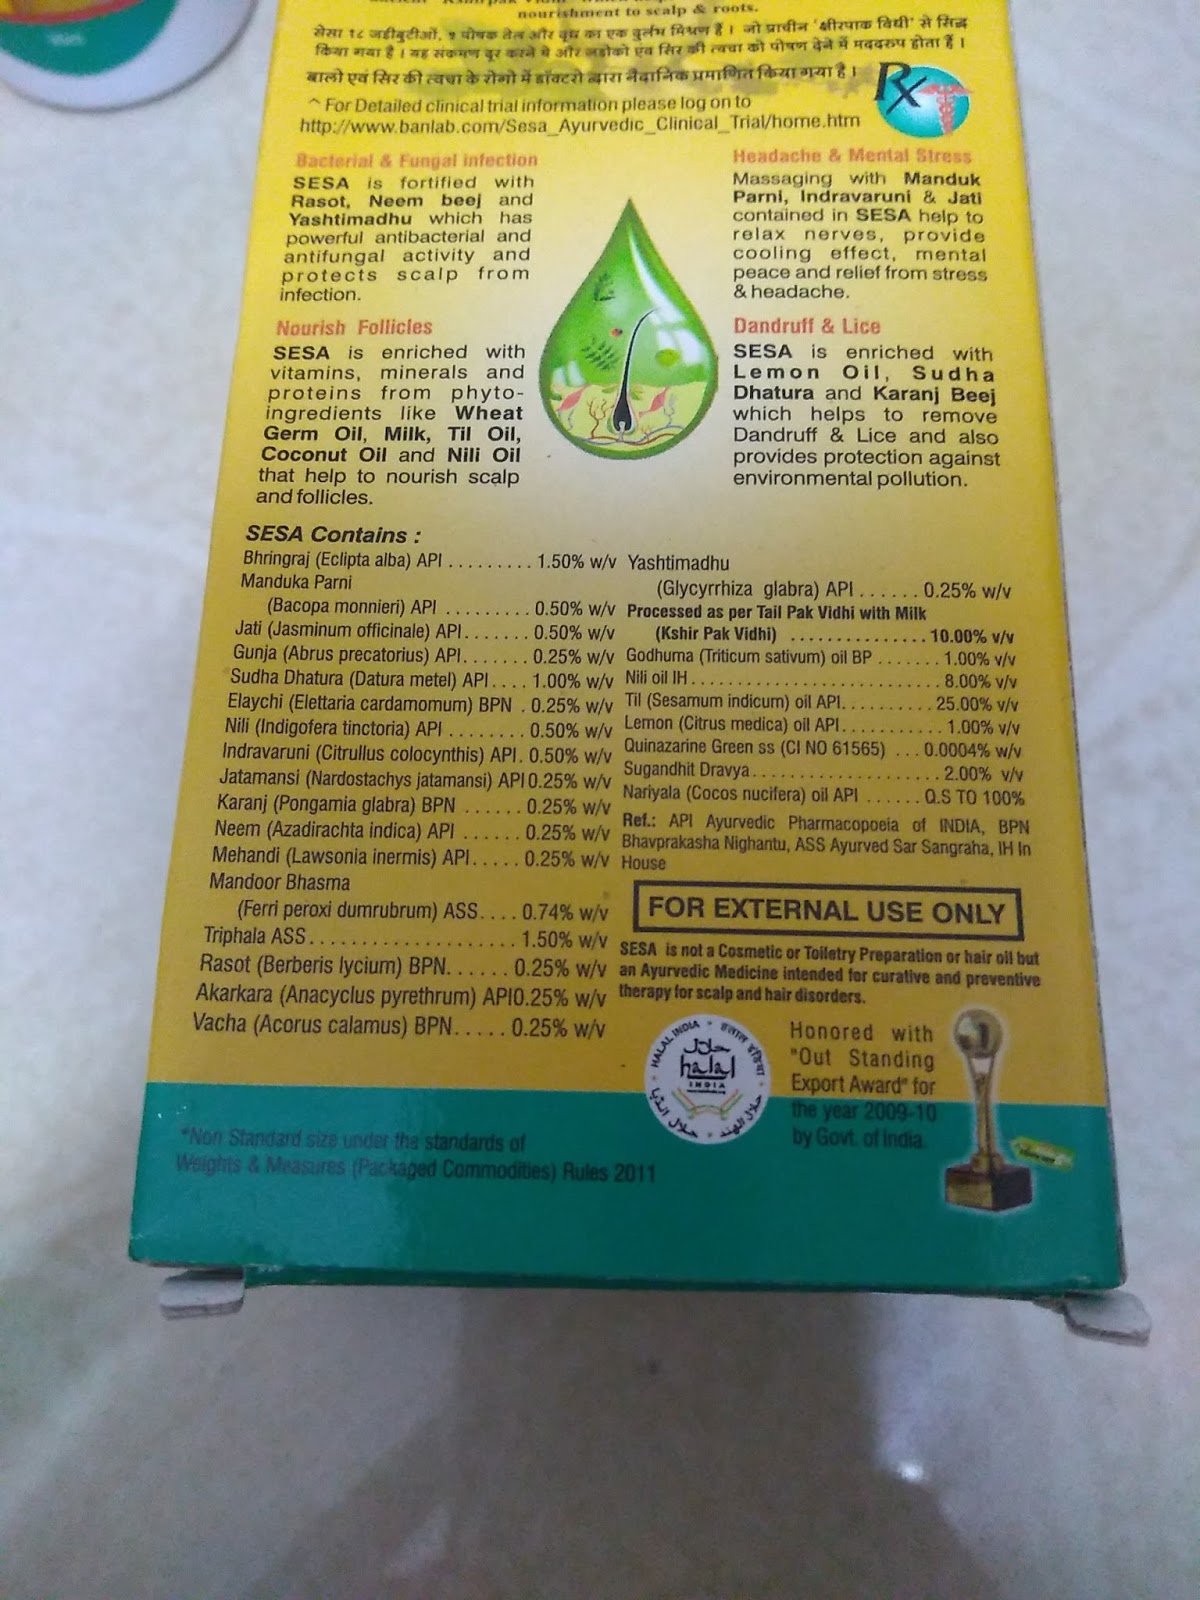 nourishment to scalp & roots.
सेसा १८ जडीबुटीओं, ५ पोषक तेल और दूध का एक दुर्लभ मिश्रण हैं । जो प्राचीन 'क्षीरपाक विधी' से सिद्ध
किया गया है । यह संक्रमण दूर करने मे और जडोको एवं सिर की त्वचा को पोषण देने में मददरुप होता हैं ।
बालो एवं सिर की त्वचा के रोगो में डॉक्टरो द्वारा नैदानिक प्रमाणित किया गया है ।
^ For Detailed clinical trial information please log on to
http://www.banlab.com/Sesa_Ayurvedic_Clinical_Trial/home.htm
Rx
Bacterial & Fungal infection
SESA is fortified with
Rasot, Neem beej and
Yashtimadhu which has
powerful antibacterial and
antifungal activity and
protects scalp from
infection.
Headache & Mental Stress
Massaging with Manduk
Parni, Indravaruni & Jati
contained in SESA help to
relax nerves, provide
cooling effect, mental
peace and relief from stress
& headache.
Nourish Follicles
SESA is enriched with
vitamins, minerals and
proteins from phyto-
ingredients like Wheat
Germ Oil, Milk, Til Oil,
Coconut Oil and Nili Oil
that help to nourish scalp
and follicles.
Dandruff & Lice
SESA is enriched with
Lemon Oil, Sudha
Dhatura and Karanj Beej
which helps to remove
Dandruff & Lice and also
provides protection against
environmental pollution.
SESA Contains :
Bhringraj (Eclipta alba) API ......... 1.50% w/v
Manduka Parni
(Bacopa monnieri) API ......... 0.50% w/v
Jati (Jasminum officinale) API....... 0.50% w/v
Gunja (Abrus precatorius) API....... 0.25% w/v
Sudha Dhatura (Datura metel) API.... 1.00% w/v
Elaychi (Elettaria cardamomum) BPN . 0.25% w/v
Nili (Indigofera tinctoria) API ........ 0.50% w/v
Indravaruni (Citrullus colocynthis) API. 0.50% w/v
Jatamansi (Nardostachys jatamansi) API 0.25% w/v
Karanj (Pongamia glabra) BPN ....... 0.25% w/v
Neem (Azadirachta indica) API ...... 0.25% w/v
Mehandi (Lawsonia inermis) API..... 0.25% w/v
Mandoor Bhasma
(Ferri peroxi dumrubrum) ASS.... 0.74% w/v
Triphala ASS...................... 1.50% w/v
Rasot (Berberis lycium) BPN...... 0.25% w/v
Akarkara (Anacyclus pyrethrum) API0.25% w/v
Vacha (Acorus calamus) BPN..... 0.25% w/v
Yashtimadhu
(Glycyrrhiza glabra) API ...... 0.25% w/v
Processed as per Tail Pak Vidhi with Milk
(Kshir Pak Vidhi) .............. 10.00% v/v
Godhuma (Triticum sativum) oil BP ....... 1.00% v/v
Nili oil IH.......................... 8.00% v/v
Til (Sesamum indicum) oil API.......... 25.00% v/v
Lemon (Citrus medica) oil API........... 1.00% v/v
Quinazarine Green ss (CI NO 61565) ... 0.0004% w/v
Sugandhit Dravya.................... 2.00% v/v
Nariyala (Cocos nucifera) oil API ...... Q.S TO 100%
Ref.: API Ayurvedic Pharmacopoeia of INDIA, BPN
Bhavprakasha Nighantu, ASS Ayurved Sar Sangraha, IH In
House
FOR EXTERNAL USE ONLY
SESA is not a Cosmetic or Toiletry Preparation or hair oil but
an Ayurvedic Medicine intended for curative and preventive
therapy for scalp and hair disorders.
HALAL INDIA • हलाल इंडिया
حلال
halal
INDIA
حلال الهند • حلال انڈیا
Honored with
"Out Standing
Export Award" for
the year 2009-10
by Govt. of India.
*Non Standard size under the standards of
Weights & Measures (Packaged Commodities) Rules 2011